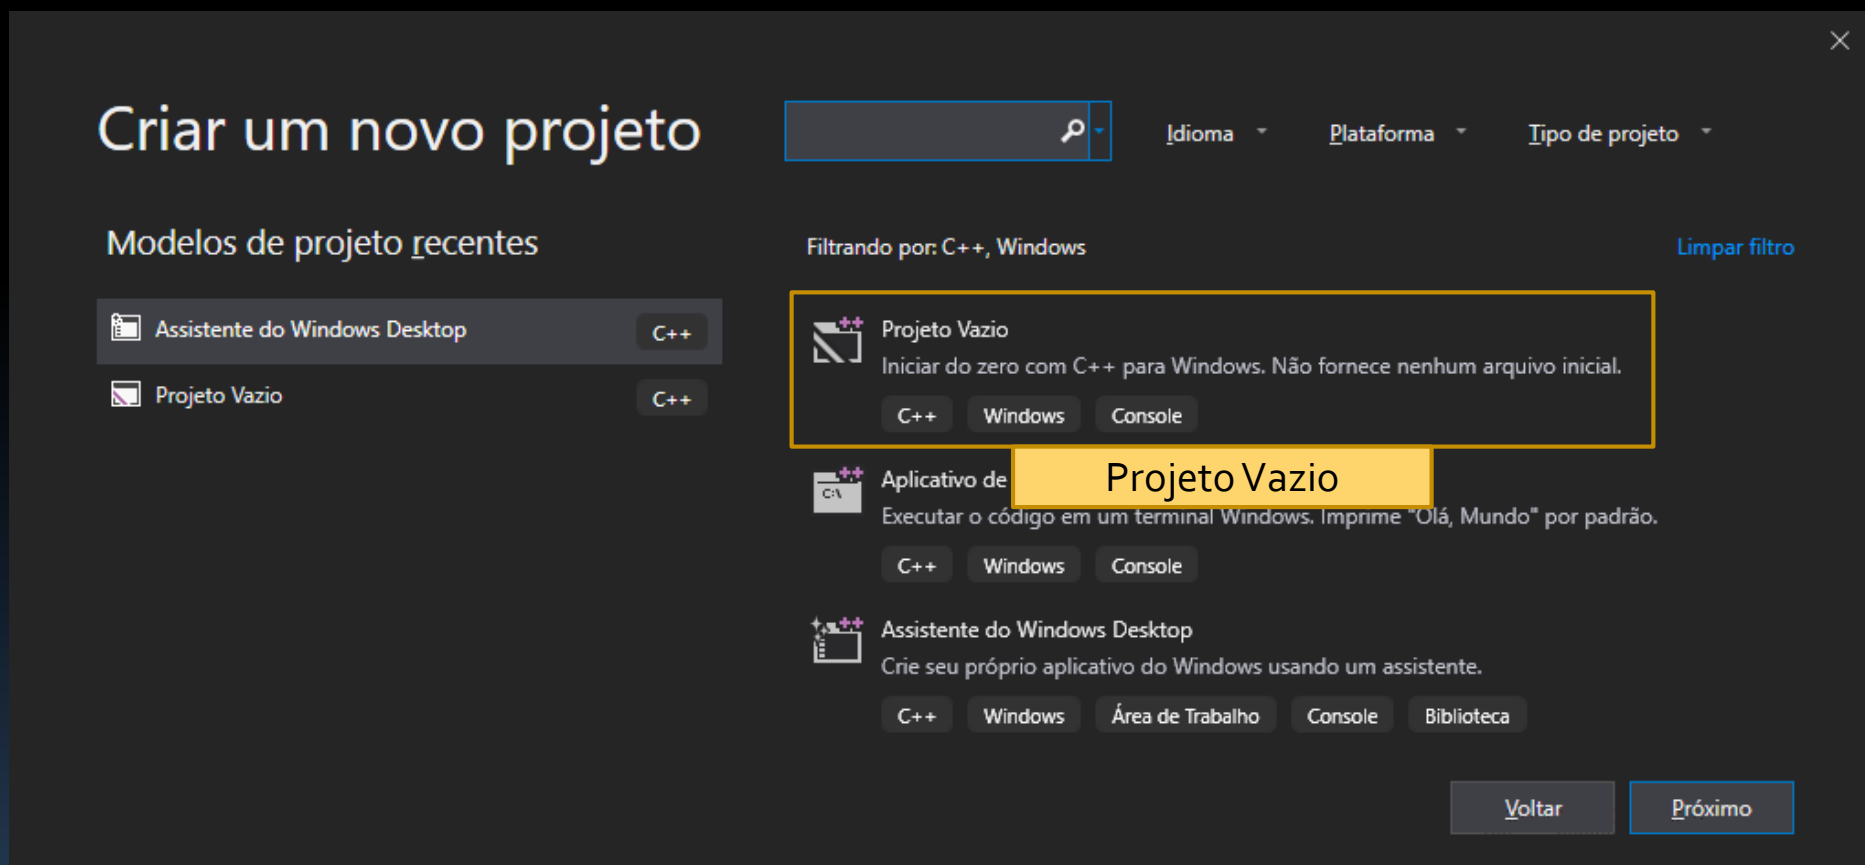 Criar um novo projeto
Idioma
Plataforma
Tipo de projeto
Modelos de projeto recentes
Assistente do Windows Desktop C++
Projeto Vazio C++
Filtrando por: C++, Windows
Limpar filtro
Projeto Vazio
Iniciar do zero com C++ para Windows. Não fornece nenhum arquivo inicial.
C++ Windows Console
Projeto Vazio
Aplicativo de
Executar o código em um terminal Windows. Imprime "Olá, Mundo" por padrão.
C++ Windows Console
Assistente do Windows Desktop
Crie seu próprio aplicativo do Windows usando um assistente.
C++ Windows Área de Trabalho Console Biblioteca
Voltar
Próximo